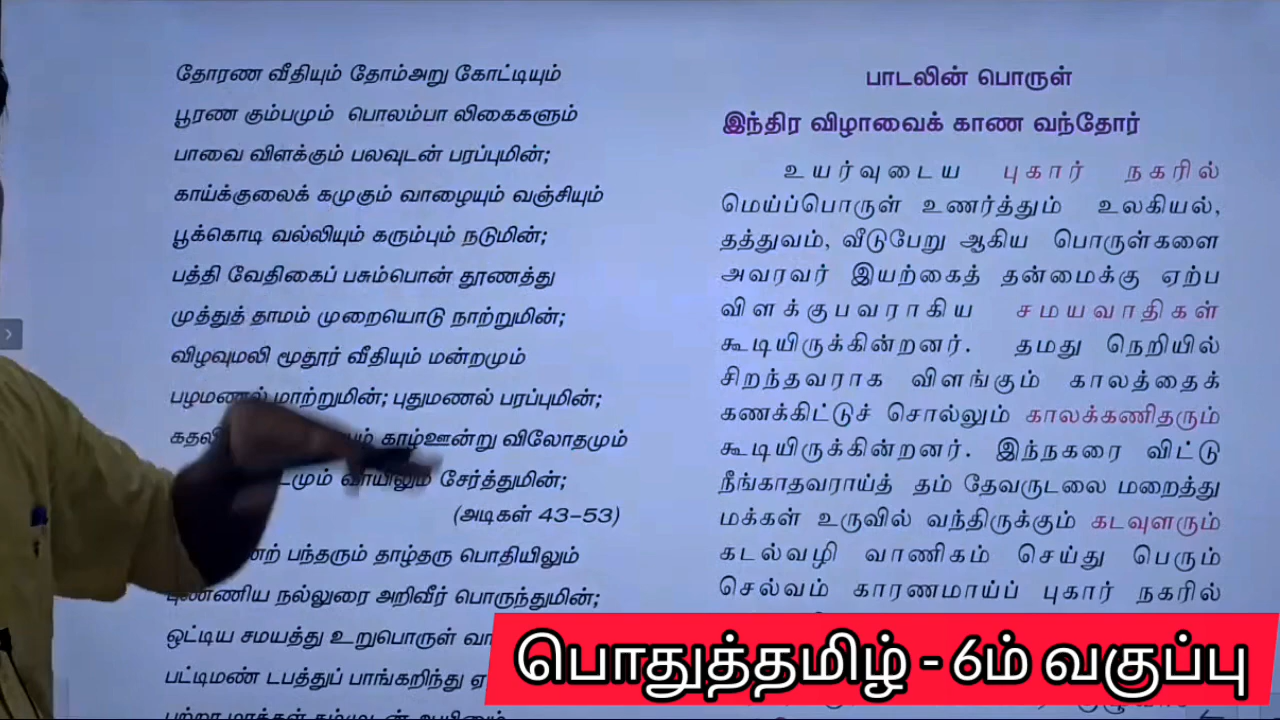 தோரண வீதியும் தோம்அறு கோட்டியும்
பூரண கும்பமும் பொலம்பா லிகைகளும்
பாவை விளக்கும் பலவுடன் பரப்புமின்;
காய்க்குலைக் கமுகும் வாழையும் வஞ்சியும்
பூக்கொடி வல்லியும் கரும்பும் நடுமின்;
பத்தி வேதிகைப் பசும்பொன் தூணத்து
முத்துத் தாமம் முறையொடு நாற்றுமின்;
விழவுமலி மூதூர் வீதியும் மன்றமும்
பழமணல் மாற்றுமின்; புதுமணல் பரப்புமின்;
காழ்ஊன்று விலோதமும்
வாயிலும் சேர்த்துமின்;
(அடிகள் 43–53)
பந்தரும் தாழ்தரு பொதியிலும்
புண்ணிய நல்லுரை அறிவீர் பொருந்துமின்;
ஒட்டிய சமயத்து உறுபொருள்
பட்டிமண் டபத்துப் பாங்கறிந்து
பாடலின் பொருள்
இந்திர விழாவைக் காண வந்தோர்
உயர்வுடைய புகார் நகரில்
மெய்ப்பொருள் உணர்த்தும் உலகியல்,
தத்துவம், வீடுபேறு ஆகிய பொருள்களை
அவரவர் இயற்கைத் தன்மைக்கு ஏற்ப
விளக்குபவராகிய சமயவாதிகள்
கூடியிருக்கின்றனர். தமது நெறியில்
சிறந்தவராக விளங்கும் காலத்தைக்
கணக்கிட்டுச் சொல்லும் காலக்கணிதரும்
கூடியிருக்கின்றனர். இந்நகரை விட்டு
நீங்காதவராய்த் தம் தேவருடலை மறைத்து
மக்கள் உருவில் வந்திருக்கும் கடவுளரும்
கடல்வழி வாணிகம் செய்து பெரும்
செல்வம் காரணமாய்ப் புகார் நகரில்
பொதுத்தமிழ் - 6ம் வகுப்பு